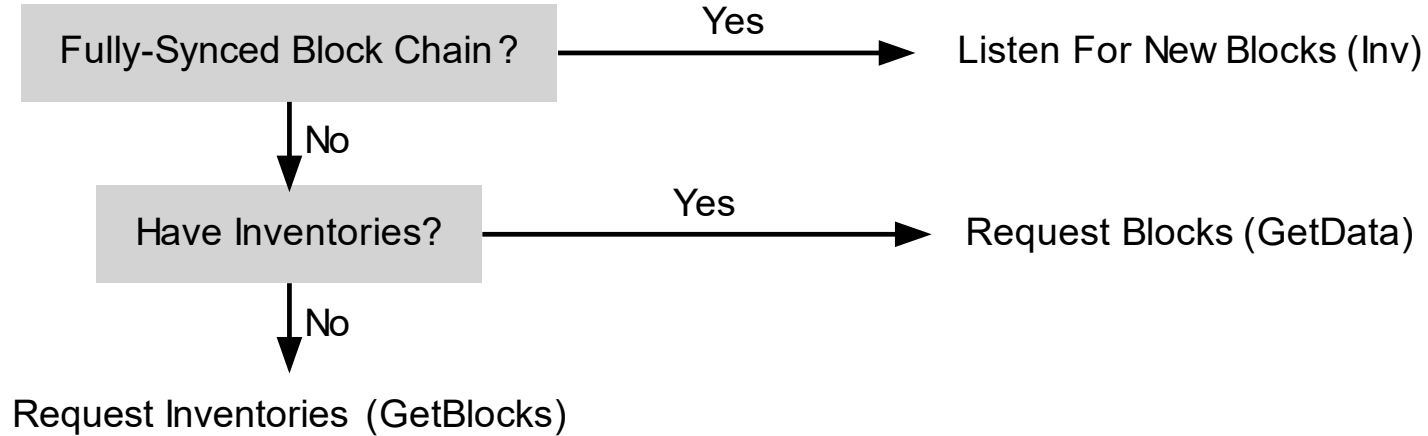 Fully-Synced Block Chain?
Yes
Listen For New Blocks (Inv)
No
Have Inventories?
Yes
Request Blocks (GetData)
No
Request Inventories (GetBlocks)